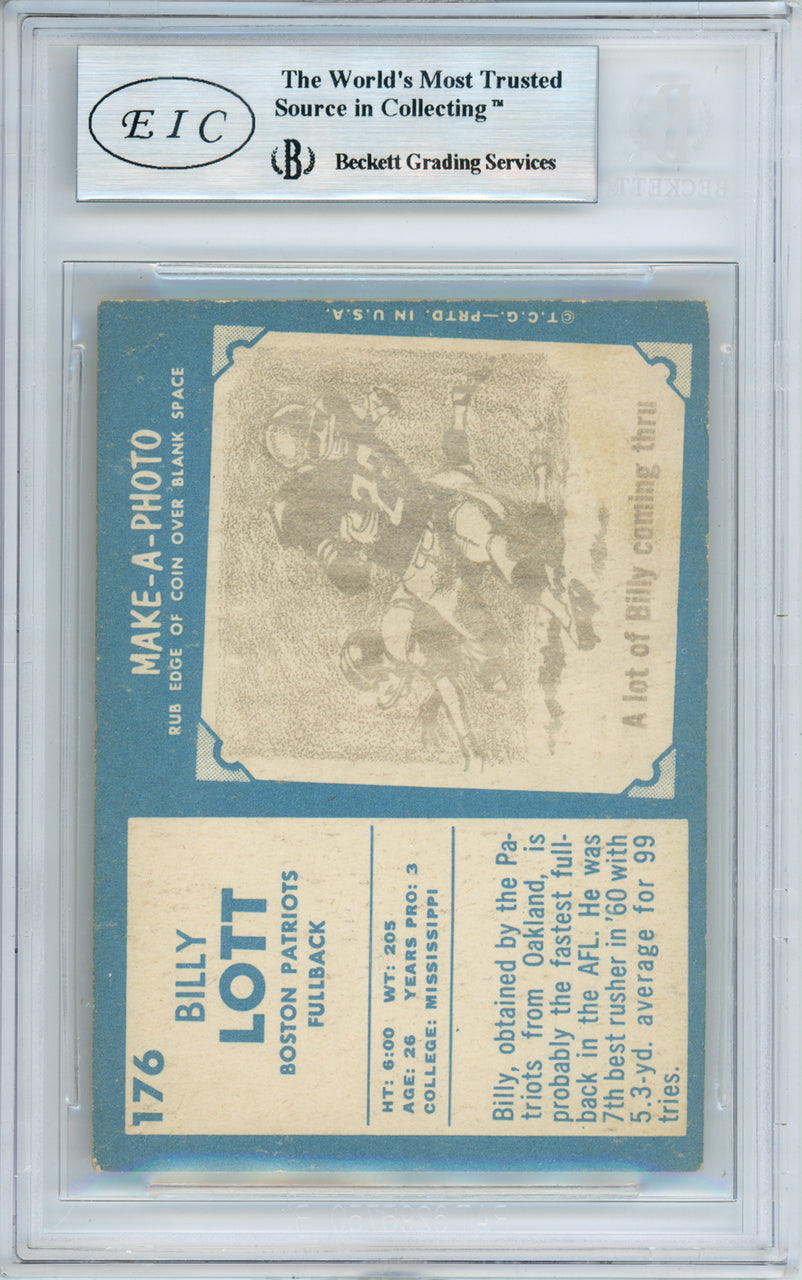 EIC
The World's Most Trusted
Source in Collecting™
B
Beckett Grading Services
BECKETT
©T.C.G.—PRTD. IN U.S.A.
MAKE-A-PHOTO
RUB EDGE OF COIN OVER BLANK SPACE
22
A lot of Billy coming thru
176
BILLY
LOTT
BOSTON PATRIOTS
FULLBACK
HT: 6:00 WT: 205
AGE: 26 YEARS PRO: 3
COLLEGE: MISSISSIPPI
Billy, obtained by the Pa-
triots from Oakland, is
probably the fastest full-
back in the AFL. He was
7th best rusher in '60 with
5.3-yd. average for 99
tries.